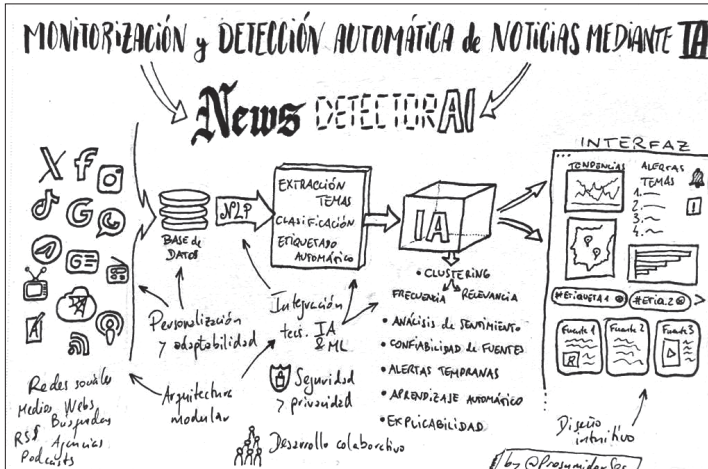 MONITORIZACIÓN y DETECCIÓN AUTOMÁTICA de NOTICIAS MEDIANTE IA
News DETECTOR AI
BASE de
DATOS
NLP
EXTRACCIÓN
TEMAS
CLASIFICACIÓN
ETIQUETADO
AUTOMÁTICO
IA
• CLUSTERING
FRECUENCIA RELEVANCIA
• ANÁLISIS de SENTIMIENTO
• CONFIABILIDAD de FUENTES
• ALERTAS TEMPRANAS
• APRENDIZAJE AUTOMÁTICO
• EXPLICABILIDAD
INTERFAZ
TENDENCIAS
ALERTAS
TEMAS
1.
2.
3.
4.
#ETIQUETA1
#ETIQ.2
Fuente 1
Fuente 2
Fuente 3
Diseño
intuitivo
Personalización
y adaptabilidad
Integración
tecs. IA
& ML
Arquitectura
modular
Seguridad
y privacidad
Desarrollo colaborativo
Redes sociales
Medios, Webs,
Búsquedas
RSS Agencias
Podcasts